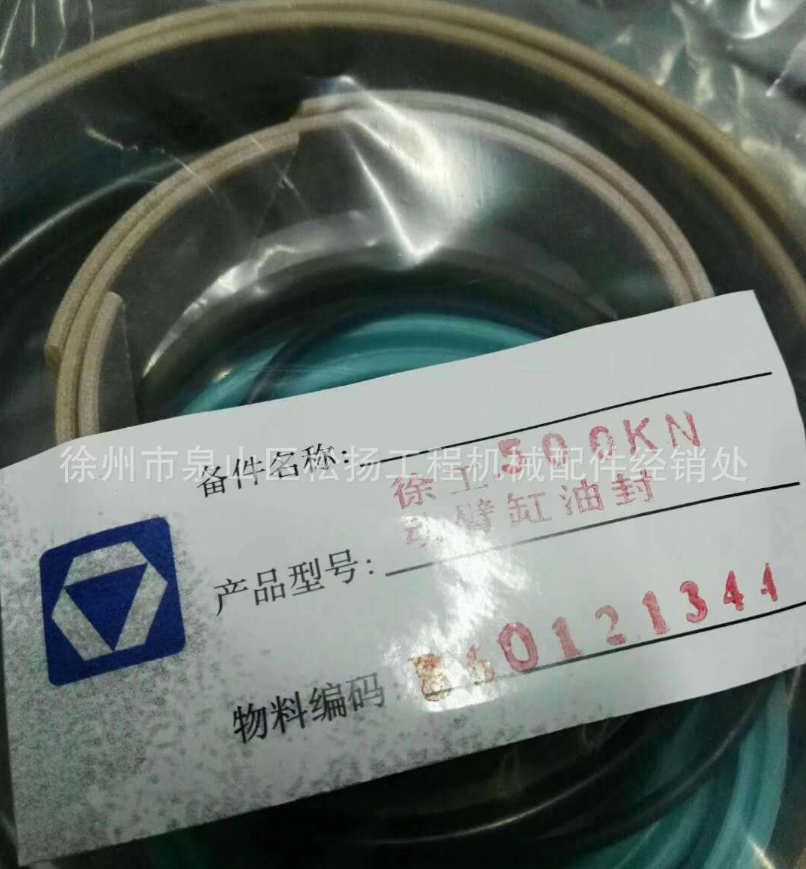 备件名称:
徐工500KN
徐州市泉山区松扬工程机械配件经销处
动臂缸油封
产品型号:
物料编码: 860121344